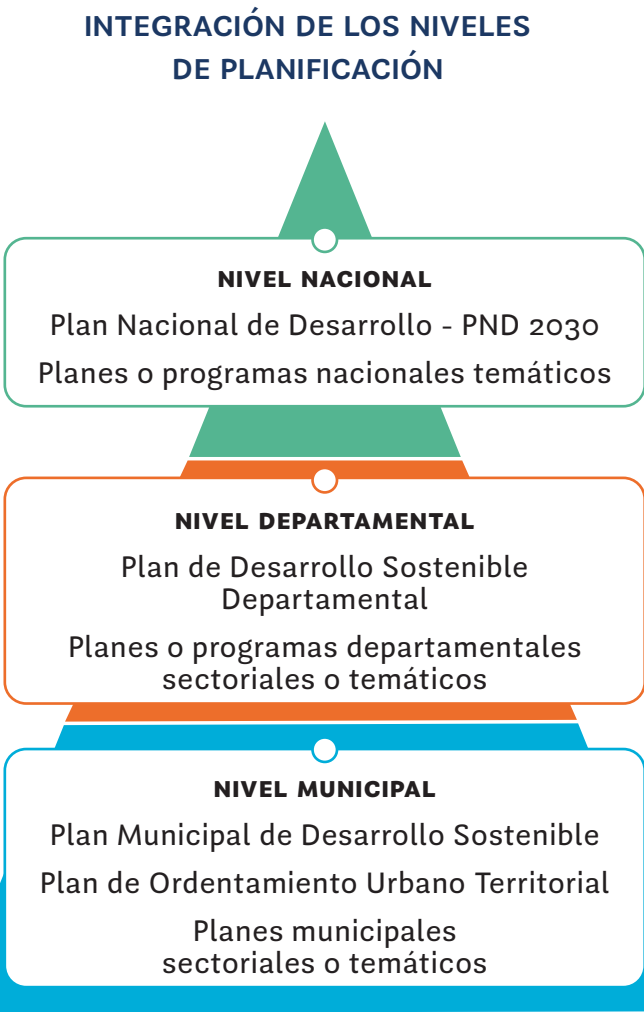 INTEGRACIÓN DE LOS NIVELES
DE PLANIFICACIÓN
NIVEL NACIONAL
Plan Nacional de Desarrollo - PND 2030
Planes o programas nacionales temáticos
NIVEL DEPARTAMENTAL
Plan de Desarrollo Sostenible
Departamental
Planes o programas departamentales
sectoriales o temáticos
NIVEL MUNICIPAL
Plan Municipal de Desarrollo Sostenible
Plan de Ordentamiento Urbano Territorial
Planes municipales
sectoriales o temáticos